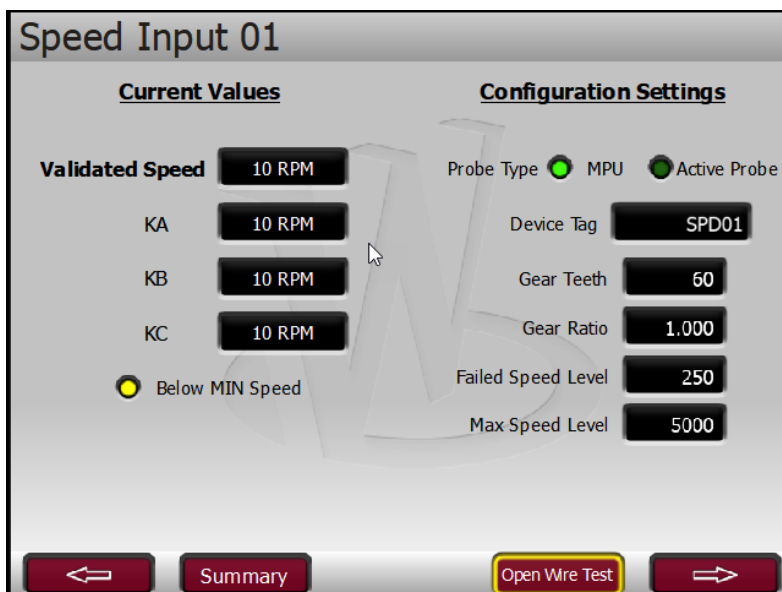 Speed Input 01
Current Values
Validated Speed 10 RPM
KA 10 RPM
KB 10 RPM
KC 10 RPM
Below MIN Speed
Configuration Settings
Probe Type MPU Active Probe
Device Tag SPD01
Gear Teeth 60
Gear Ratio 1.000
Failed Speed Level 250
Max Speed Level 5000
Summary
Open Wire Test